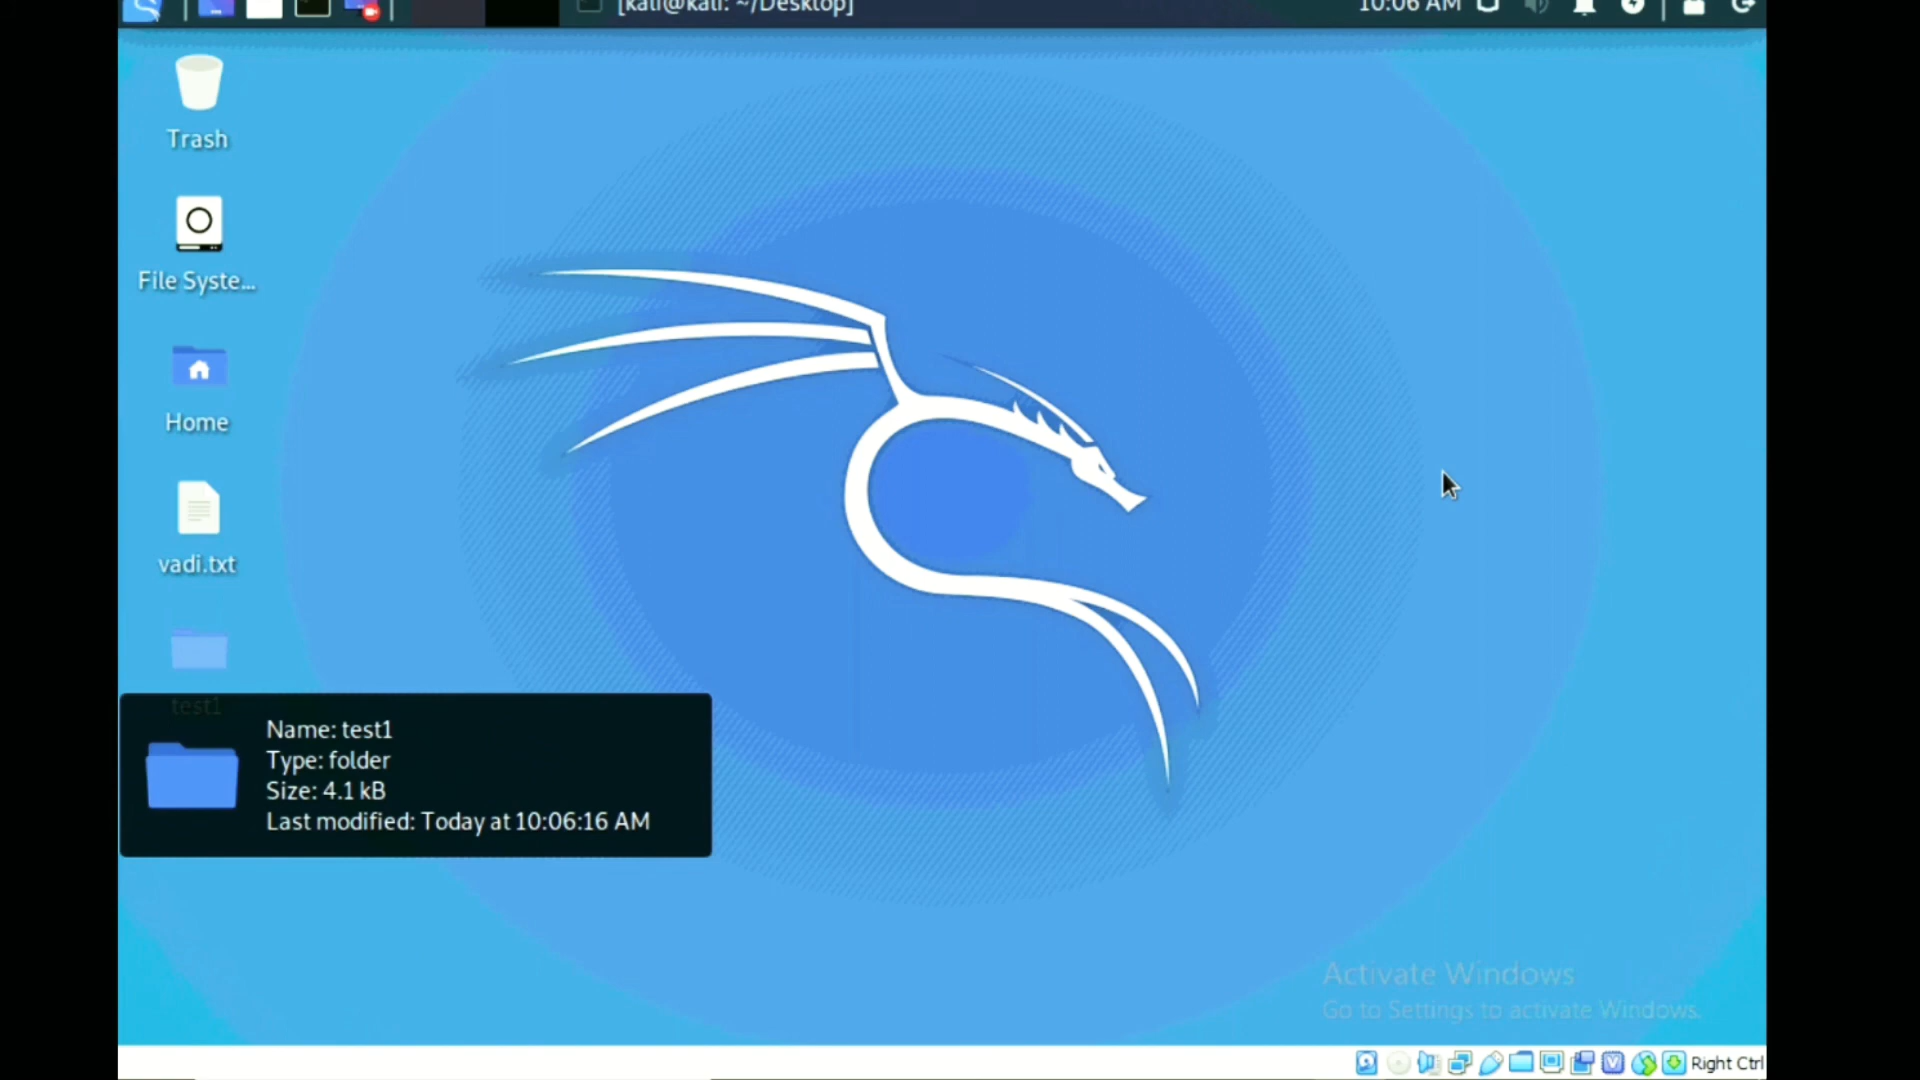 [kali@kali: ~/Desktop]
10:06 AM
Trash
File Syste...
Home
vadi.txt
test1
Name: test1
Type: folder
Size: 4.1 kB
Last modified: Today at 10:06:16 AM
Activate Windows
Go to Settings to activate Windows.
Right Ctrl